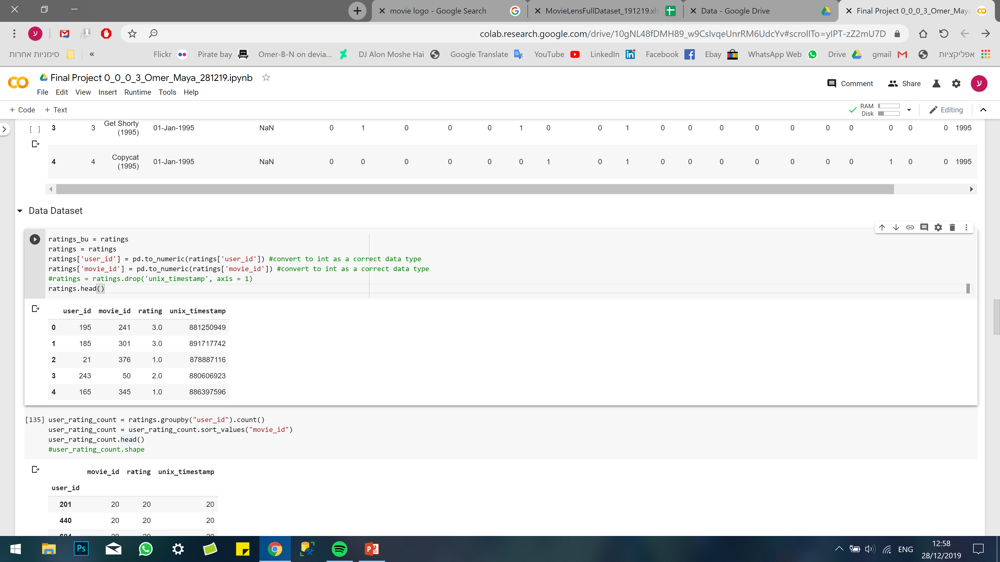 movie logo - Google Search
MovieLensFullDataset_191219.xls
Data - Google Drive
Final Project 0_0_0_3_Omer_Maya
ע
colab.research.google.com/drive/10gNL48fDMH89_w9CsIvqeUnrRM6UdcYv#scrollTo=yIPT-zZ2mU7D
סימניות אחרות « Flickr Pirate bay Omer-B-N on devia... DJ Alon Moshe Hai Google Translate YouTube LinkedIn Facebook Ebay WhatsApp Web Drive gmail אפליקציות
Final Project 0_0_0_3_Omer_Maya_281219.ipynb
Comment Share ע
File Edit View Insert Runtime Tools Help
+ Code + Text
RAM
Disk
Editing
[ ] 3 3 Get Shorty (1995) 01-Jan-1995 NaN 0 1 0 0 0 1 0 0 1 0 0 0 0 0 0 0 0 0 0 1995
4 4 Copycat (1995) 01-Jan-1995 NaN 0 0 0 0 0 0 1 0 1 0 0 0 0 0 0 0 1 0 0 1995
Data Dataset
ratings_bu = ratings
ratings = ratings
ratings['user_id'] = pd.to_numeric(ratings['user_id']) #convert to int as a correct data type
ratings['movie_id'] = pd.to_numeric(ratings['movie_id']) #convert to int as a correct data type
#ratings = ratings.drop('unix_timestamp', axis = 1)
ratings.head()
user_id movie_id rating unix_timestamp
0 195 241 3.0 881250949
1 185 301 3.0 891717742
2 21 376 1.0 878887116
3 243 50 2.0 880606923
4 165 345 1.0 886397596
[135] user_rating_count = ratings.groupby("user_id").count()
user_rating_count = user_rating_count.sort_values("movie_id")
user_rating_count.head()
#user_rating_count.shape
movie_id rating unix_timestamp
user_id
201 20 20 20
440 20 20 20
Ps
ENG
12:58
28/12/2019